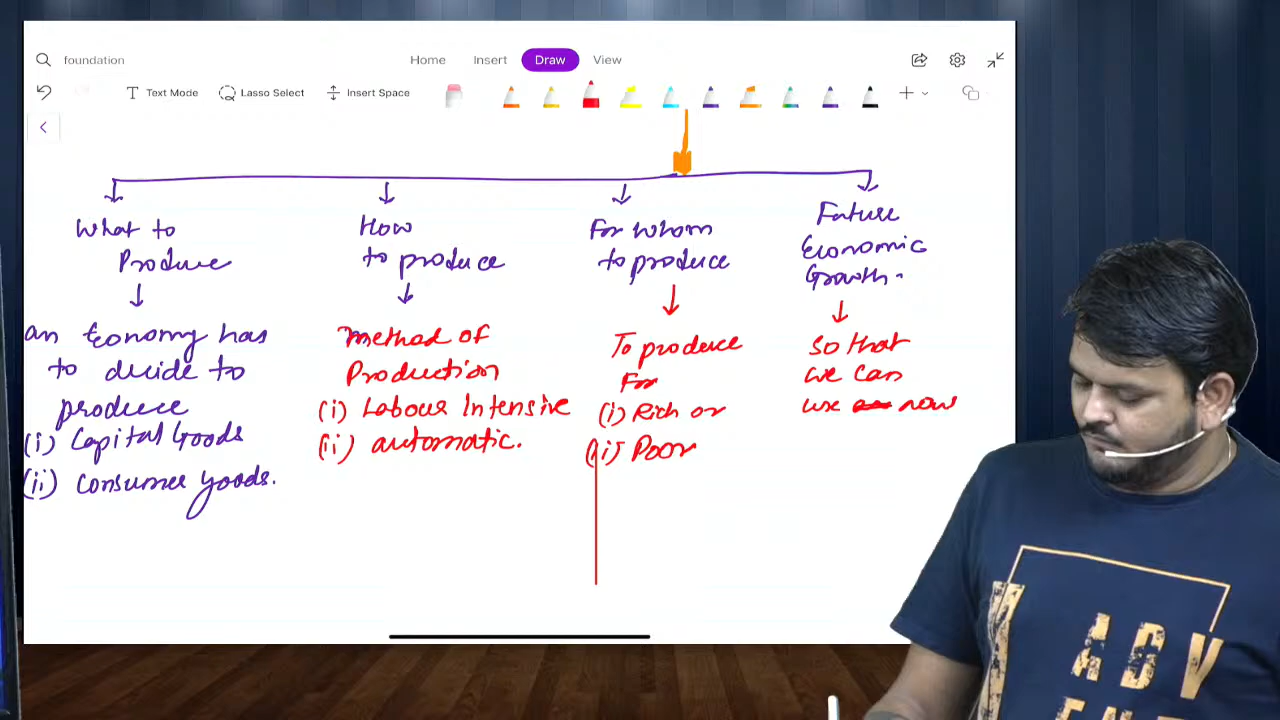 foundation
Home Insert Draw View
Text Mode Lasso Select Insert Space
What to
Produce
an Economy has
to decide to
produce
(i) Capital Goods
(ii) Consumer goods.
How
to produce
method of
Production
(i) Labour Intensive
(ii) automatic.
For whom
to produce
To produce
For
(i) Rich or
(ii) Poor
Future
Economic
Growth.
So that
we can
use now
ADV